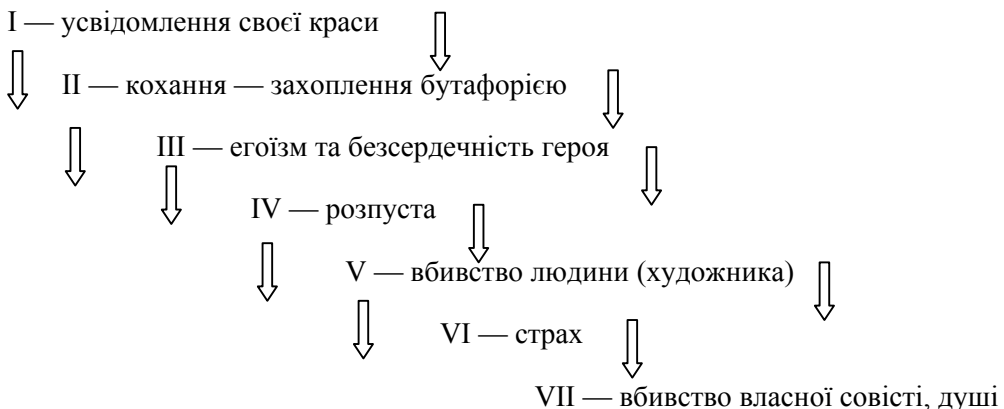 I — усвідомлення своєї краси
II — кохання — захоплення бутафорією
III — егоїзм та безсердечність героя
IV — розпуста
V — вбивство людини (художника)
VI — страх
VII — вбивство власної совісті, душі